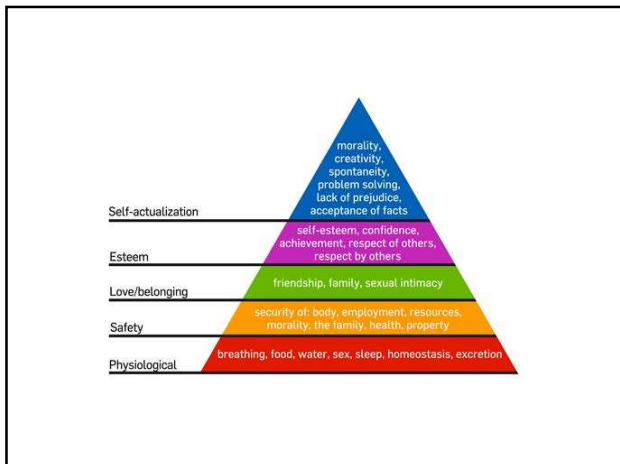 morality,
creativity,
spontaneity,
problem solving,
lack of prejudice,
acceptance of facts
Self-actualization
self-esteem, confidence,
achievement, respect of others,
respect by others
Esteem
friendship, family, sexual intimacy
Love/belonging
security of: body, employment, resources,
morality, the family, health, property
Safety
breathing, food, water, sex, sleep, homeostasis, excretion
Physiological